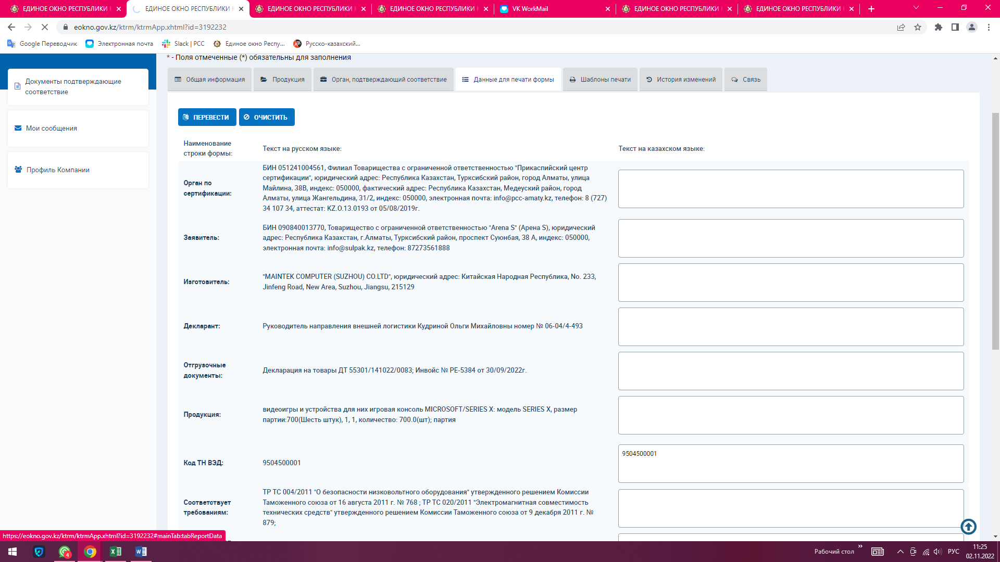 ЕДИНОЕ ОКНО РЕСПУБЛИКИ
ЕДИНОЕ ОКНО РЕСПУБЛИКИ
ЕДИНОЕ ОКНО РЕСПУБЛИКИ
ЕДИНОЕ ОКНО РЕСПУБЛИКИ
VK WorkMail
ЕДИНОЕ ОКНО РЕСПУБЛИКИ
ЕДИНОЕ ОКНО РЕСПУБЛИКИ
eokno.gov.kz/ktrm/ktrmApp.xhtml?id=3192232
Google Переводчик
Электронная почта
Slack | PCC
Единое окно Респу...
Русско-казахский...
* - Поля отмеченные (*) обязательны для заполнения
Документы подтверждающие
соответствие
Мои сообщения
Профиль Компании
Общая информация
Продукция
Орган, подтверждающий соответствие
Данные для печати формы
Шаблоны печати
История изменений
Связь
ПЕРЕВЕСТИ
ОЧИСТИТЬ
Наименование
строки формы:
Текст на русском языке:
Текст на казахском языке:
Орган по
сертификации:
БИН 051241004561, Филиал Товарищества с ограниченной ответственностью "Прикаспийский центр
сертификации", юридический адрес: Республика Казахстан, Турксибский район, город Алматы, улица
Майлина, 38В, индекс: 050000, фактический адрес: Республика Казахстан, Медеуский район, город
Алматы, улица Жангельдина, 31/2, индекс: 050000, электронная почта: info@pcc-amaty.kz, телефон: 8 (727)
34 107 34, аттестат: KZ.O.13.0193 от 05/08/2019г.
Заявитель:
БИН 090840013770, Товарищество с ограниченной ответственностью "Arena S" (Арена S), юридический
адрес: Республика Казахстан, г.Алматы, Турксибский район, проспект Суюнбая, 38 А, индекс: 050000,
электронная почта: info@sulpak.kz, телефон: 87273561888
Изготовитель:
"MAINTEK COMPUTER (SUZHOU) CO.LTD", юридический адрес: Китайская Народная Республика, No. 233,
Jinfeng Road, New Area, Suzhou, Jiangsu, 215129
Декларант:
Руководитель направления внешней логистики Кудриной Ольги Михайловны номер № 06-04/4-493
Отгрузочные
документы:
Декларация на товары ДТ 55301/141022/0083; Инвойс № PE-5384 от 30/09/2022г.
Продукция:
видеоигры и устройства для них игровая консоль MICROSOFT/SERIES X: модель SERIES X, размер
партии:700(Шесть штук), 1, 1, количество: 700.0(шт); партия
Код ТН ВЭД:
9504500001
9504500001
Соответствует
требованиям:
ТР ТС 004/2011 "О безопасности низковольтного оборудования" утвержденного решением Комиссии
Таможенного союза от 16 августа 2011 г. № 768 ; ТР ТС 020/2011 "Электромагнитная совместимость
технических средств" утвержденного решением Комиссии Таможенного союза от 9 декабря 2011 г. №
879;
https://eokno.gov.kz/ktrm/ktrmApp.xhtml?id=3192232#mainTab:tabReportData
4
Рабочий стол
РУС
11:25
02.11.2022